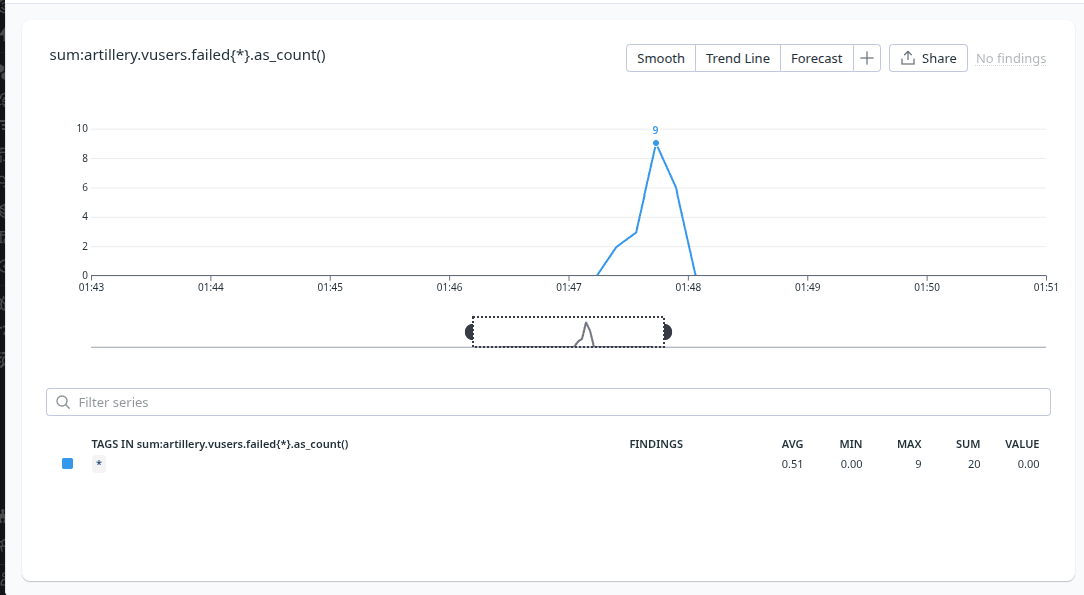 sum:artillery.vusers.failed{*}.as_count()
Smooth Trend Line Forecast + Share No findings
10
9
8
6
4
2
0
01:43 01:44 01:45 01:46 01:47 01:48 01:49 01:50 01:51
Filter series
TAGS IN sum:artillery.vusers.failed{*}.as_count() FINDINGS AVG MIN MAX SUM VALUE
* 0.51 0.00 9 20 0.00